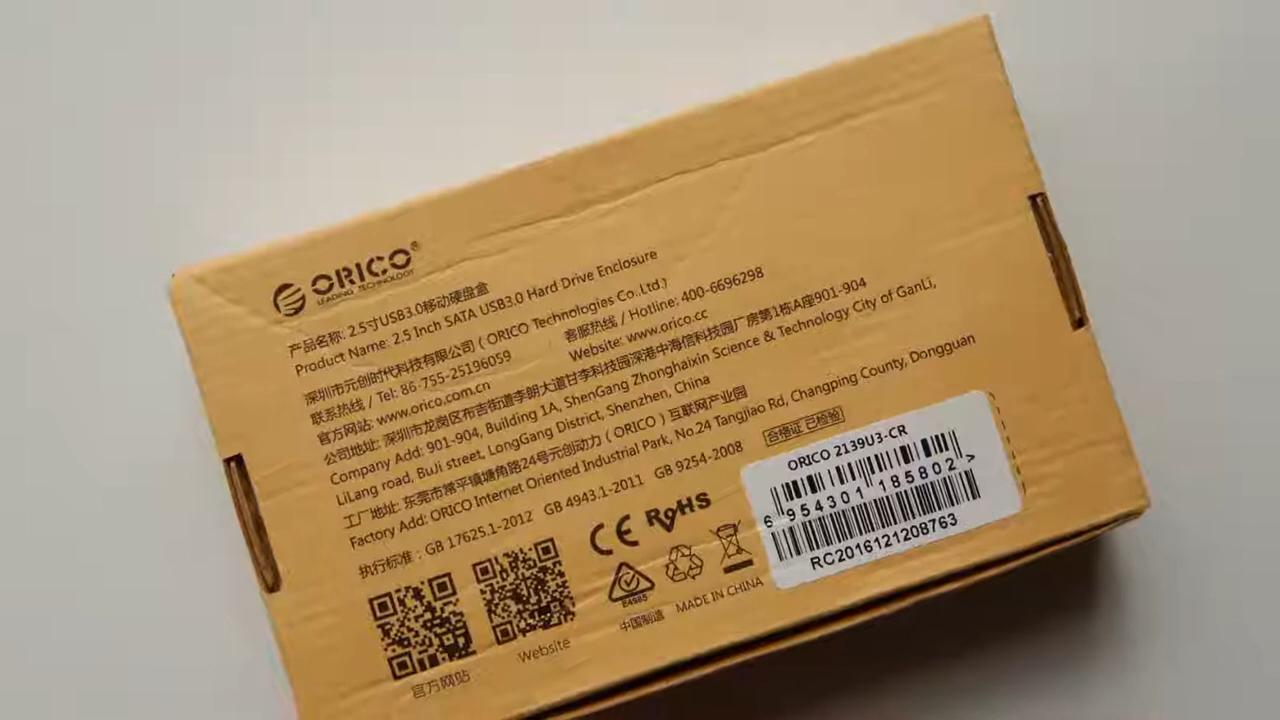 ORICO®
LEADING TECHNOLOGY
产品名称: 2.5寸USB3.0移动硬盘盒
Product Name: 2.5 Inch SATA USB3.0 Hard Drive Enclosure
深圳市元创时代科技有限公司 ( ORICO Technologies Co.,Ltd.)
联系热线 / Tel: 86-755-25196059 客服热线 / Hotline: 400-6696298
官方网站: www.orico.com.cn Website: www.orico.cc
公司地址: 深圳市龙岗区布吉街道李朗大道甘李科技园深港中海信科技园厂房第1栋A座901-904
Company Add: 901-904, Building 1A, ShenGang Zhonghaixin Science & Technology City of GanLi,
LiLang road, BuJi street, LongGang District, Shenzhen, China
工厂地址: 东莞市常平镇塘角路24号元创动力 ( ORICO ) 互联网产业园
Factory Add: ORICO Internet Oriented Industrial Park, No.24 Tangjiao Rd, Changping County, Dongguan
执行标准: GB 17625.1-2012 GB 4943.1-2011 GB 9254-2008 合格证 已检验
CE RoHS
E4985
中国制造 MADE IN CHINA
官方网站 Website
ORICO 2139U3-CR
6 954301 185802 >
RC2016121208763